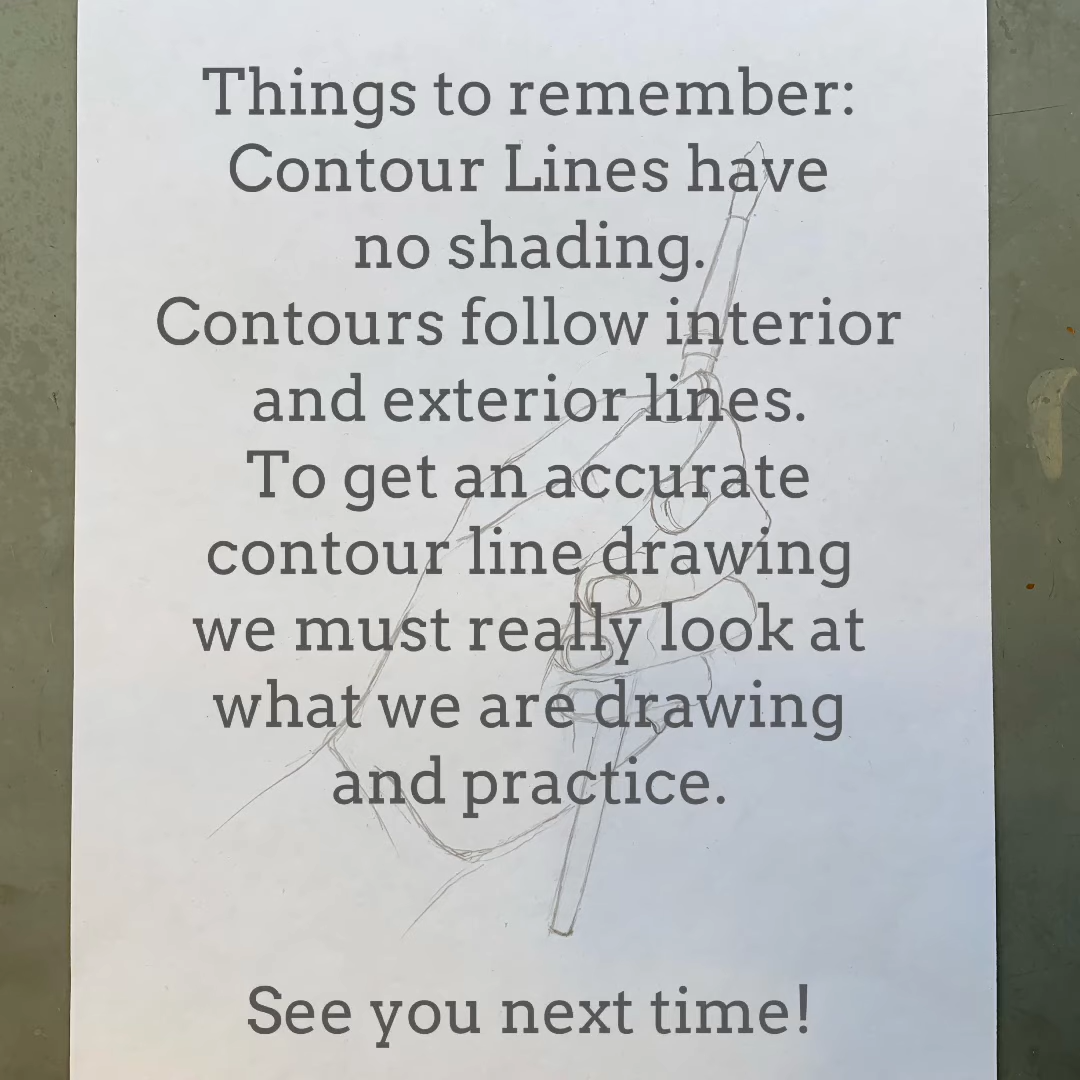 Things to remember:
Contour Lines have
no shading.
Contours follow interior
and exterior lines.
To get an accurate
contour line drawing
we must really look at
what we are drawing
and practice.
See you next time!